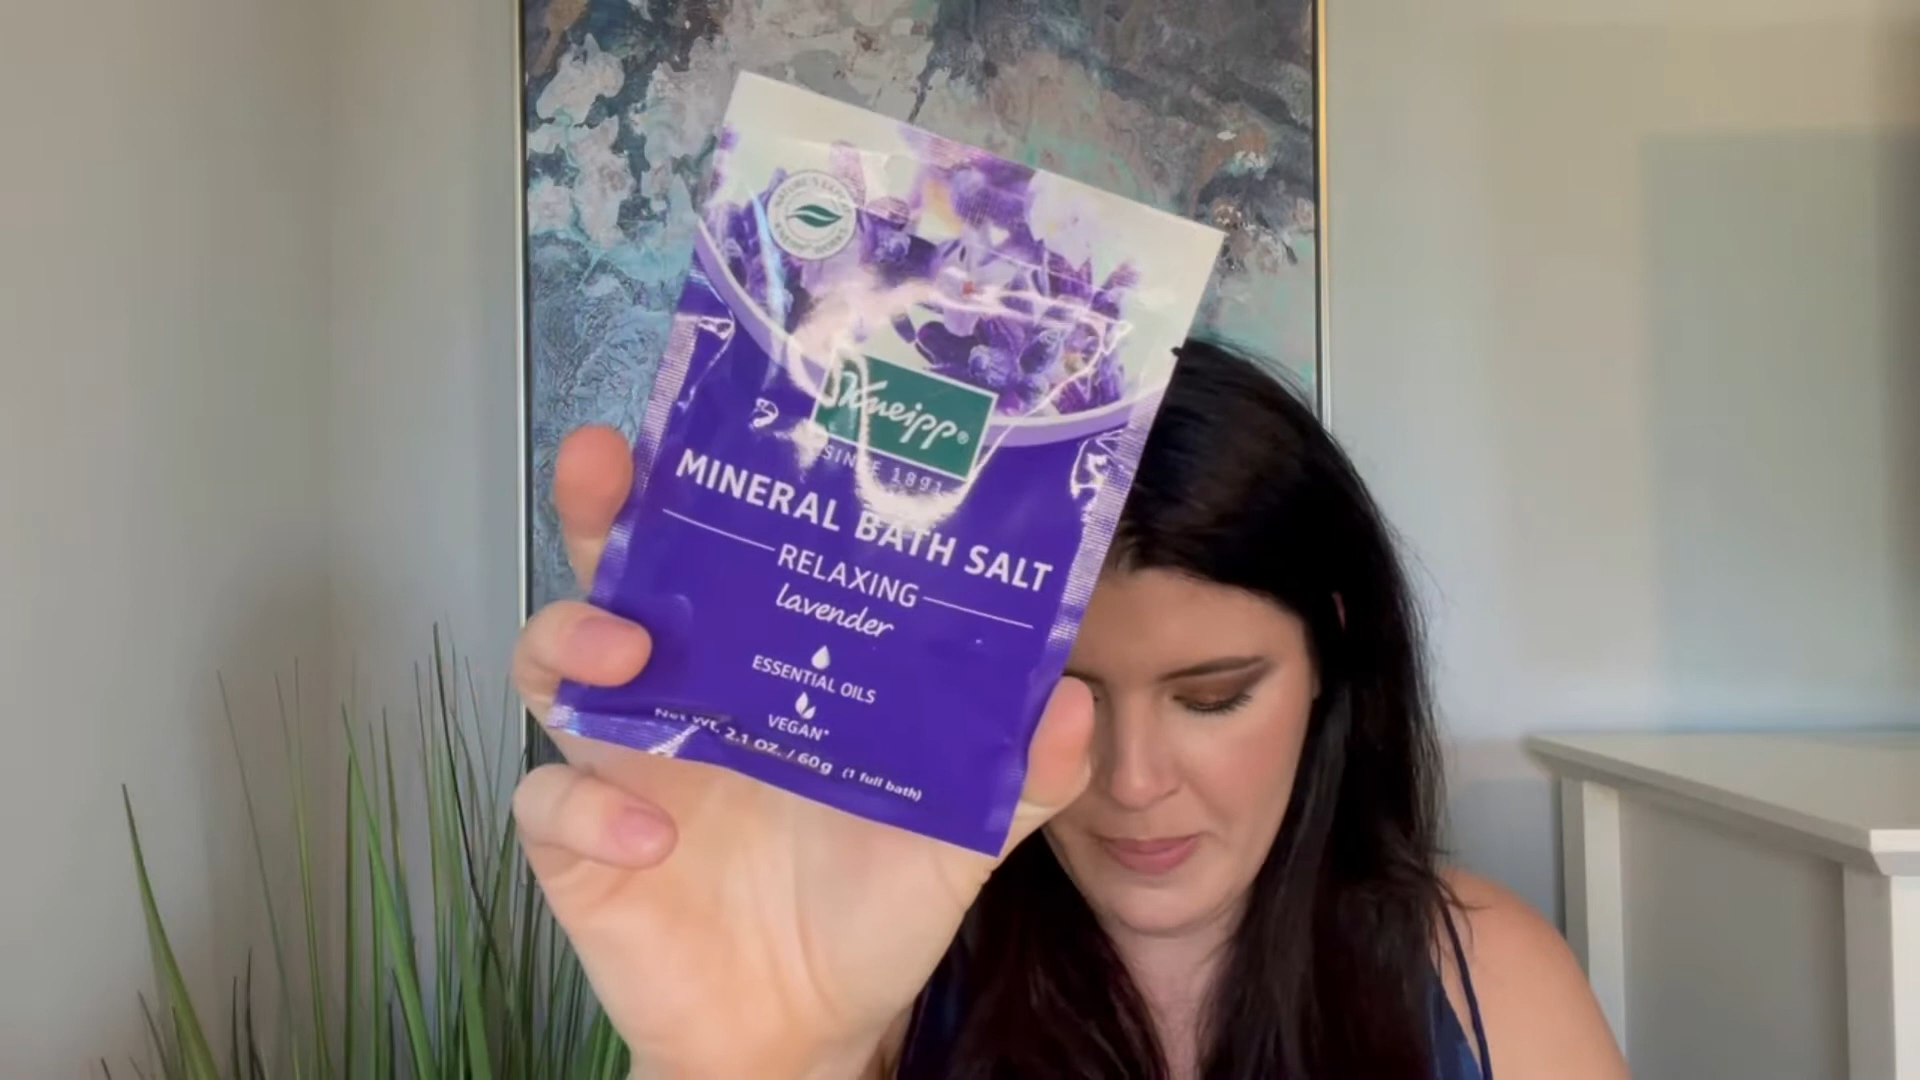 Kneipp®
SINCE 1891
MINERAL BATH SALT
RELAXING
lavender
ESSENTIAL OILS
VEGAN*
Net WT. 2.1 OZ. / 60g (1 full bath)